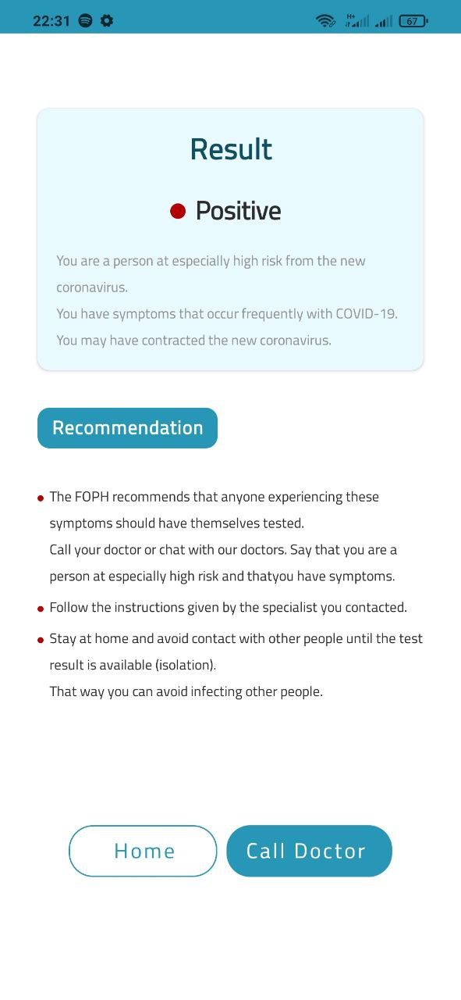 22:31
H+
67
Result
Positive
You are a person at especially high risk from the new
coronavirus.
You have symptoms that occur frequently with COVID-19.
You may have contracted the new coronavirus.
Recommendation
The FOPH recommends that anyone experiencing these
symptoms should have themselves tested.
Call your doctor or chat with our doctors. Say that you are a
person at especially high risk and thatyou have symptoms.
Follow the instructions given by the specialist you contacted.
Stay at home and avoid contact with other people until the test
result is available (isolation).
That way you can avoid infecting other people.
Home
Call Doctor